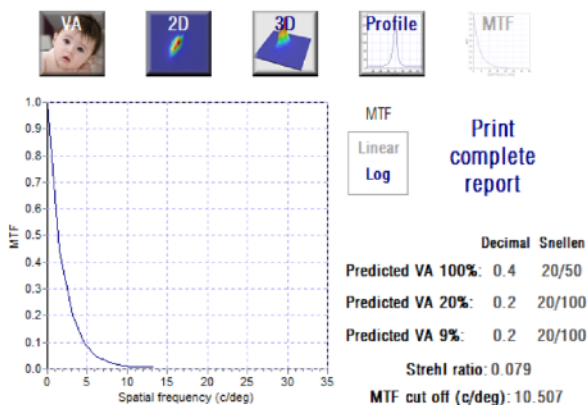 VA 2D 3D Profile MTF
MTF
Linear
Log
Print
complete
report
1.0
0.9
0.8
0.7
0.6
0.5
0.4
0.3
0.2
0.1
0.0
MTF
0 5 10 15 20 25 30 35
Spatial frequency (c/deg)
Decimal Snellen
Predicted VA 100%: 0.4 20/50
Predicted VA 20%: 0.2 20/100
Predicted VA 9%: 0.2 20/100
Strehl ratio: 0.079
MTF cut off (c/deg): 10.507